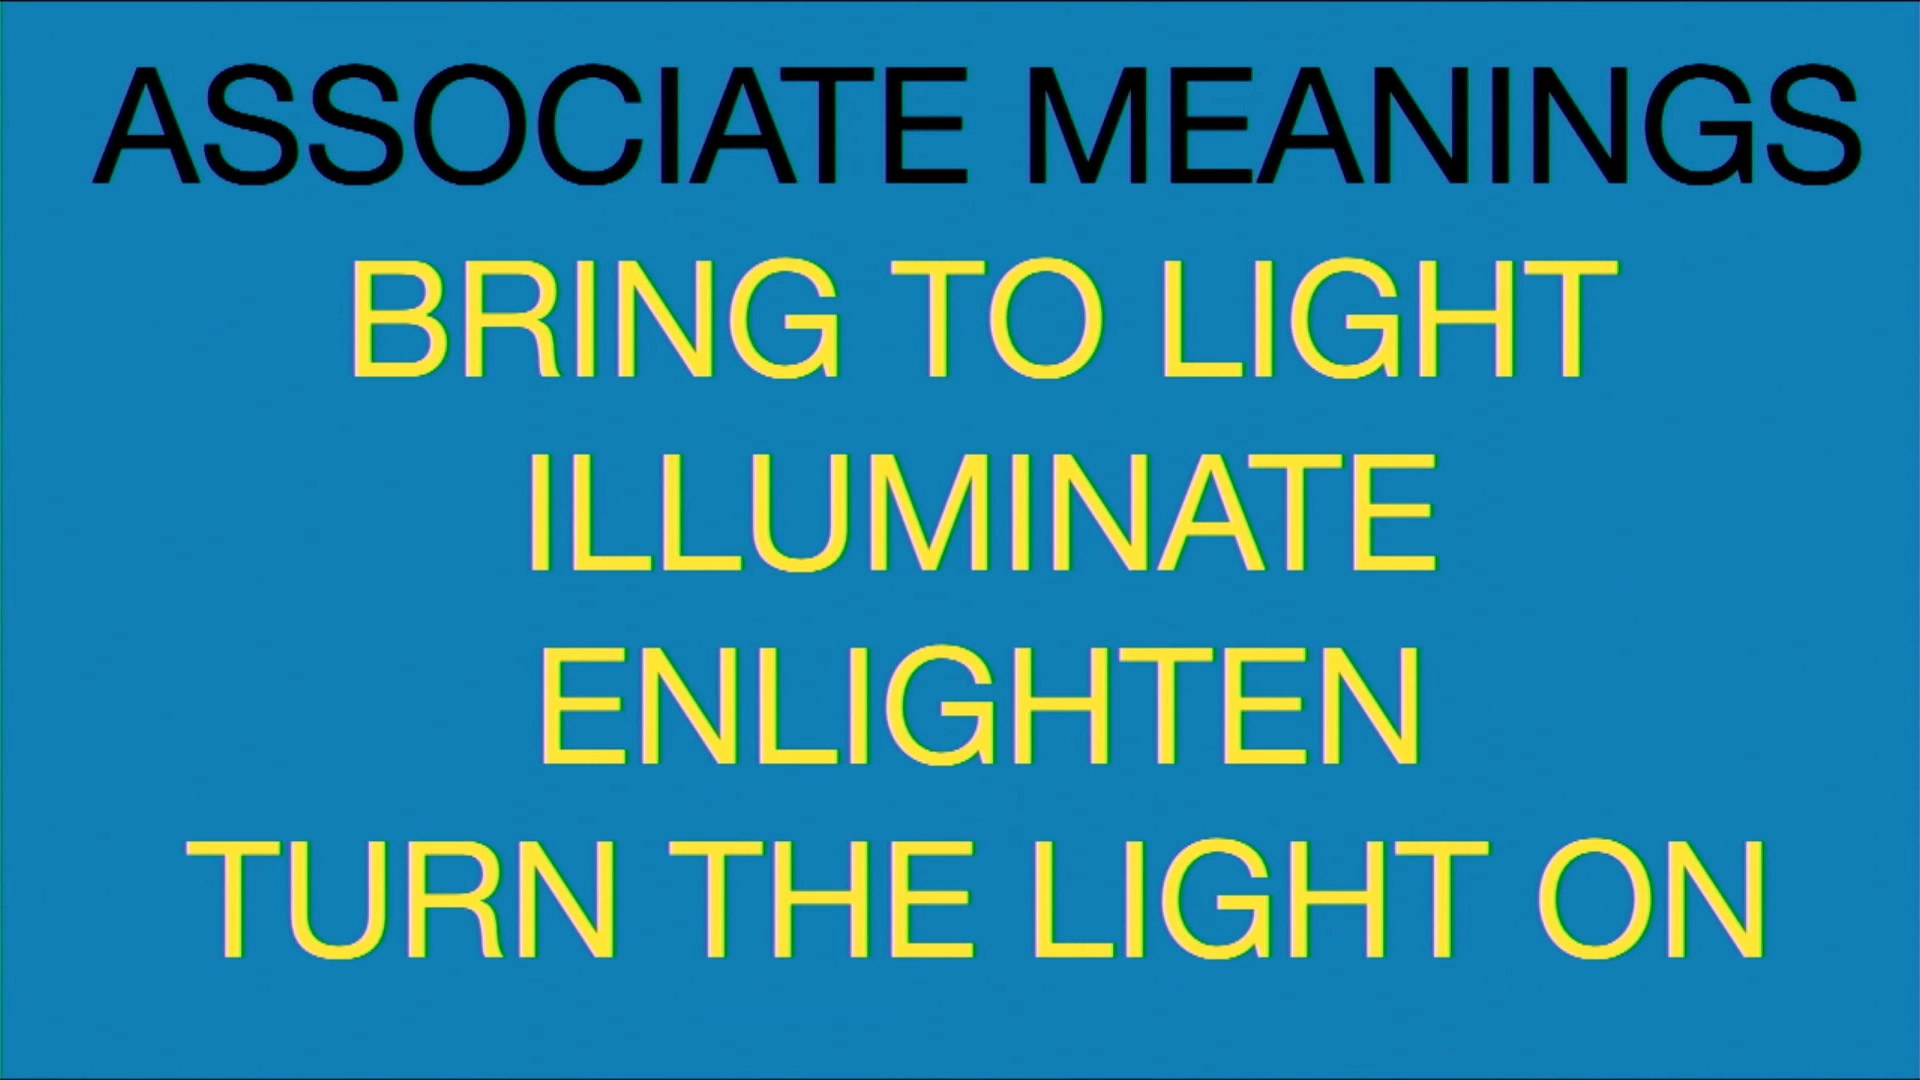 ASSOCIATE MEANINGS
BRING TO LIGHT
ILLUMINATE
ENLIGHTEN
TURN THE LIGHT ON